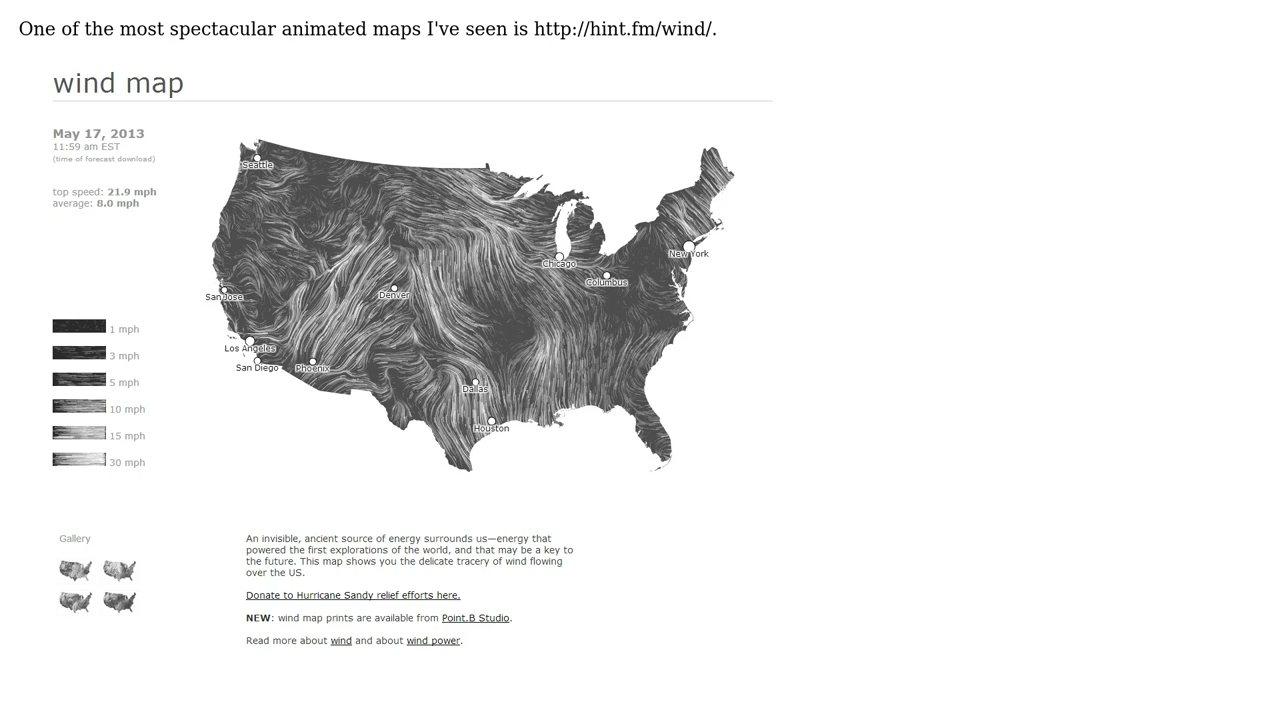 One of the most spectacular animated maps I've seen is http://hint.fm/wind/.
wind map
May 17, 2013
11:59 am EST
(time of forecast download)
top speed: 21.9 mph
average: 8.0 mph
Seattle
New York
Chicago
Columbus
Denver
San Jose
Los Angeles
San Diego
Phoenix
Dallas
Houston
1 mph
3 mph
5 mph
10 mph
15 mph
30 mph
Gallery
An invisible, ancient source of energy surrounds us—energy that
powered the first explorations of the world, and that may be a key to
the future. This map shows you the delicate tracery of wind flowing
over the US.
Donate to Hurricane Sandy relief efforts here.
NEW: wind map prints are available from Point.B Studio.
Read more about wind and about wind power.